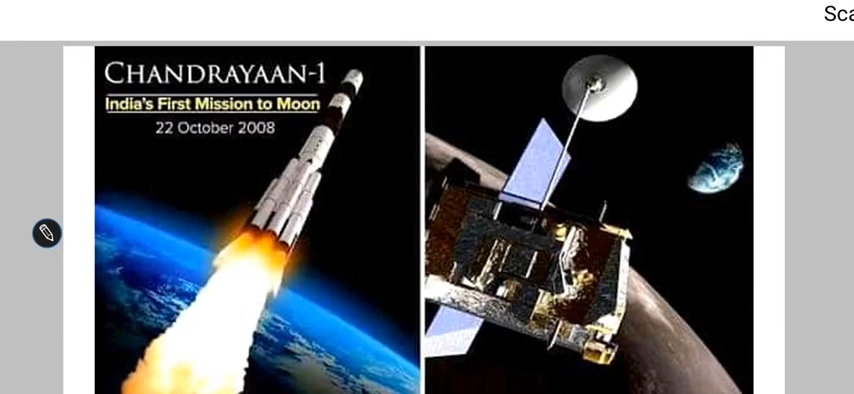 Sca
CHANDRAYAAN-1
India's First Mission to Moon
22 October 2008